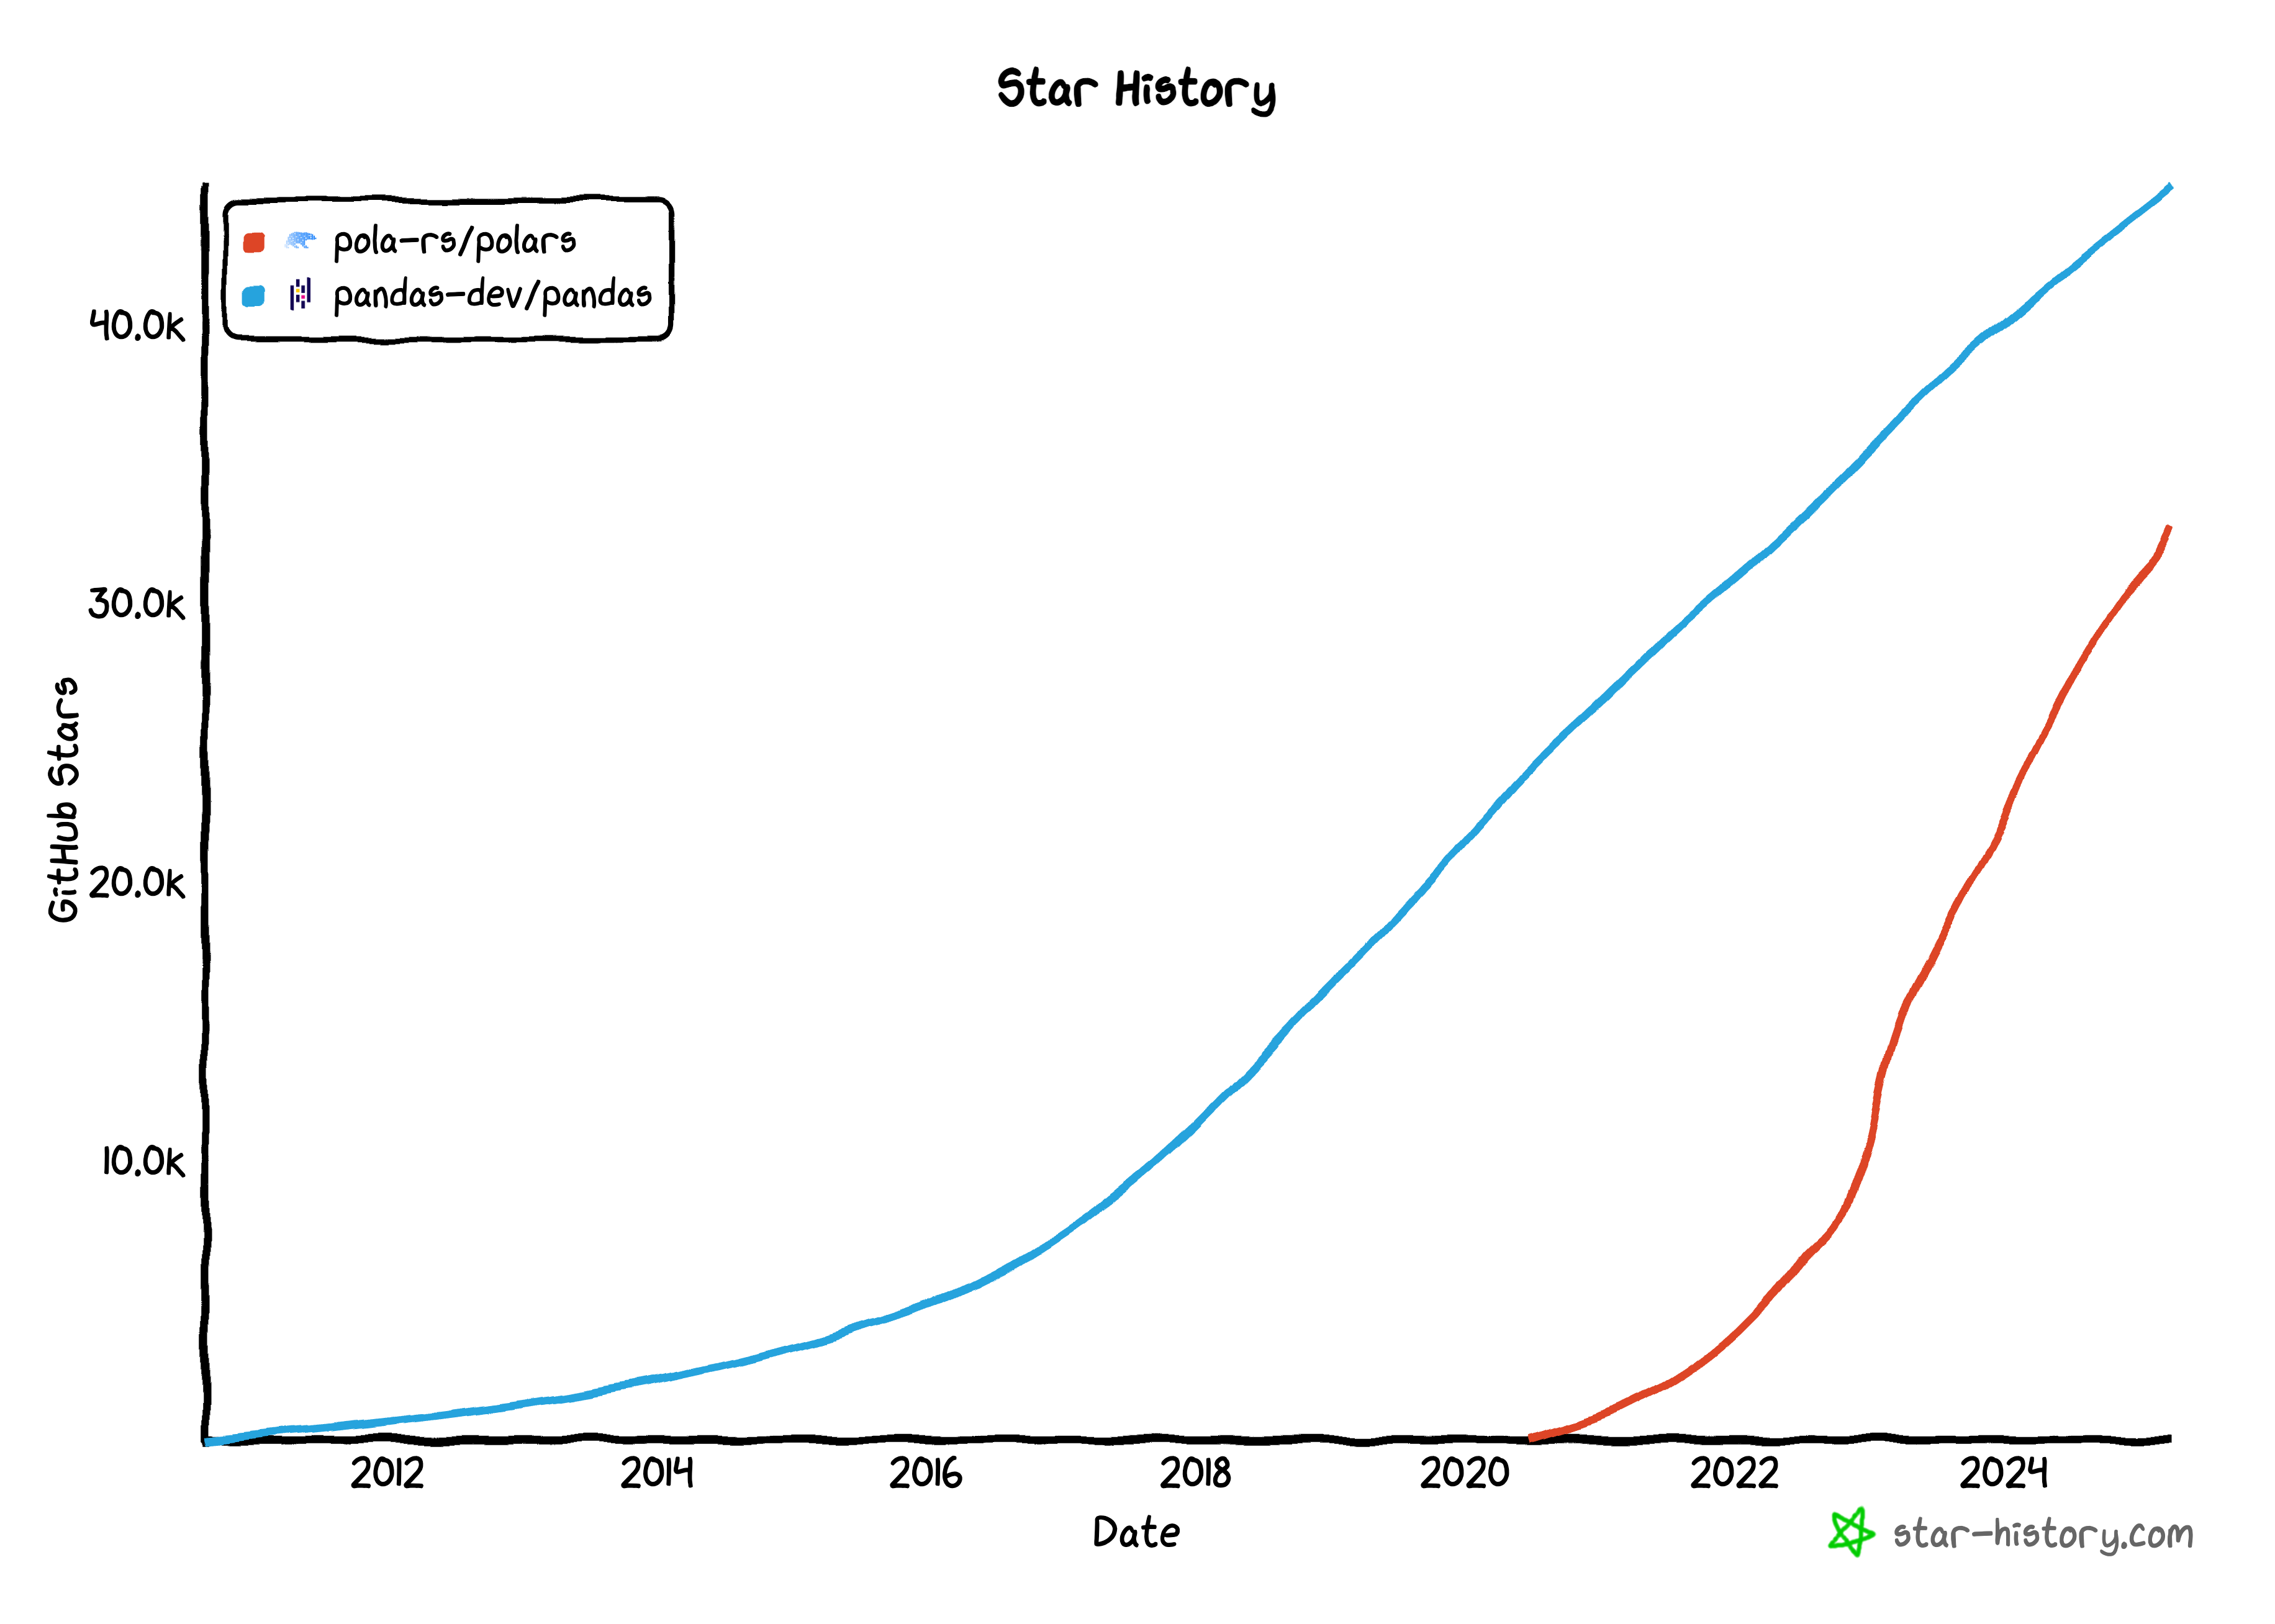 Star History
pola-rs/polars
pandas-dev/pandas
40.0K
30.0K
20.0K
10.0K
GitHub Stars
2012 2014 2016 2018 2020 2022 2024
Date
star-history.com